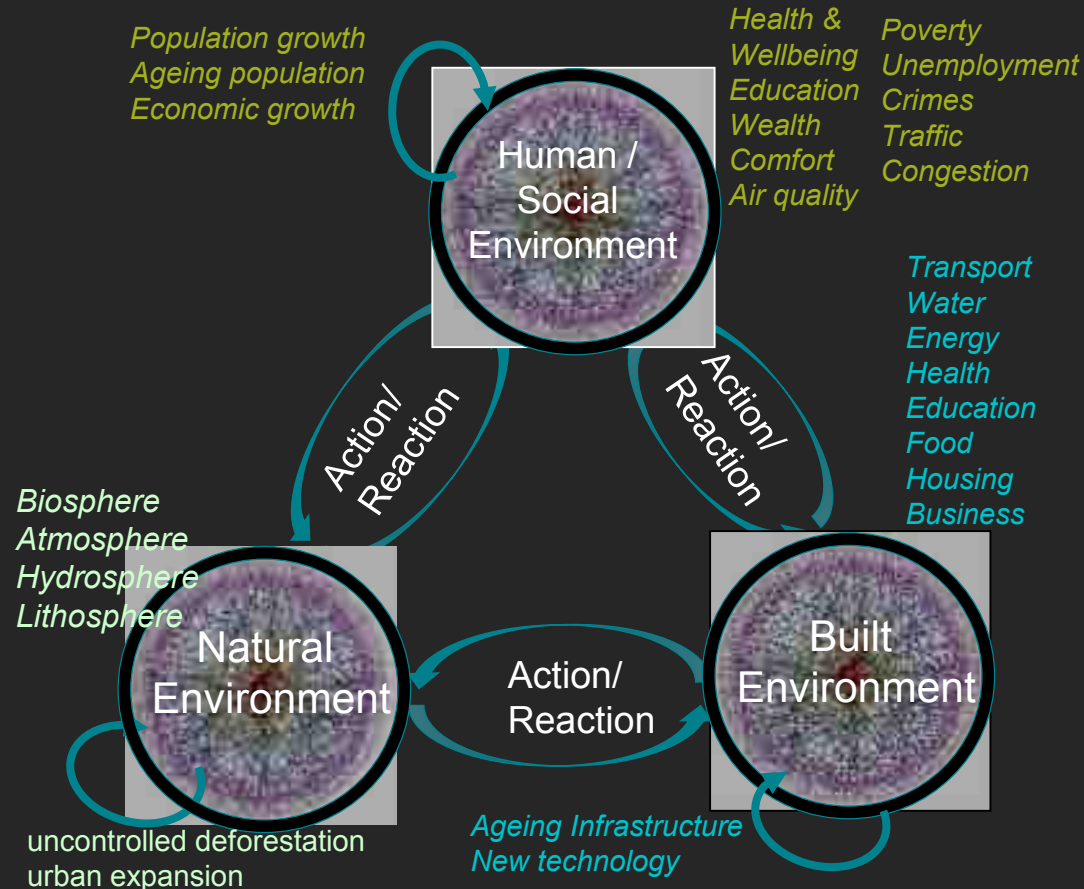 Population growth
Ageing population
Economic growth
Health &
Wellbeing
Education
Wealth
Comfort
Air quality
Poverty
Unemployment
Crimes
Traffic
Congestion
Human /
Social
Environment
Transport
Water
Energy
Health
Education
Food
Housing
Business
Action/
Reaction
Action/
Reaction
Biosphere
Atmosphere
Hydrosphere
Lithosphere
Natural
Environment
Action/
Reaction
Built
Environment
uncontrolled deforestation
urban expansion
Ageing Infrastructure
New technology